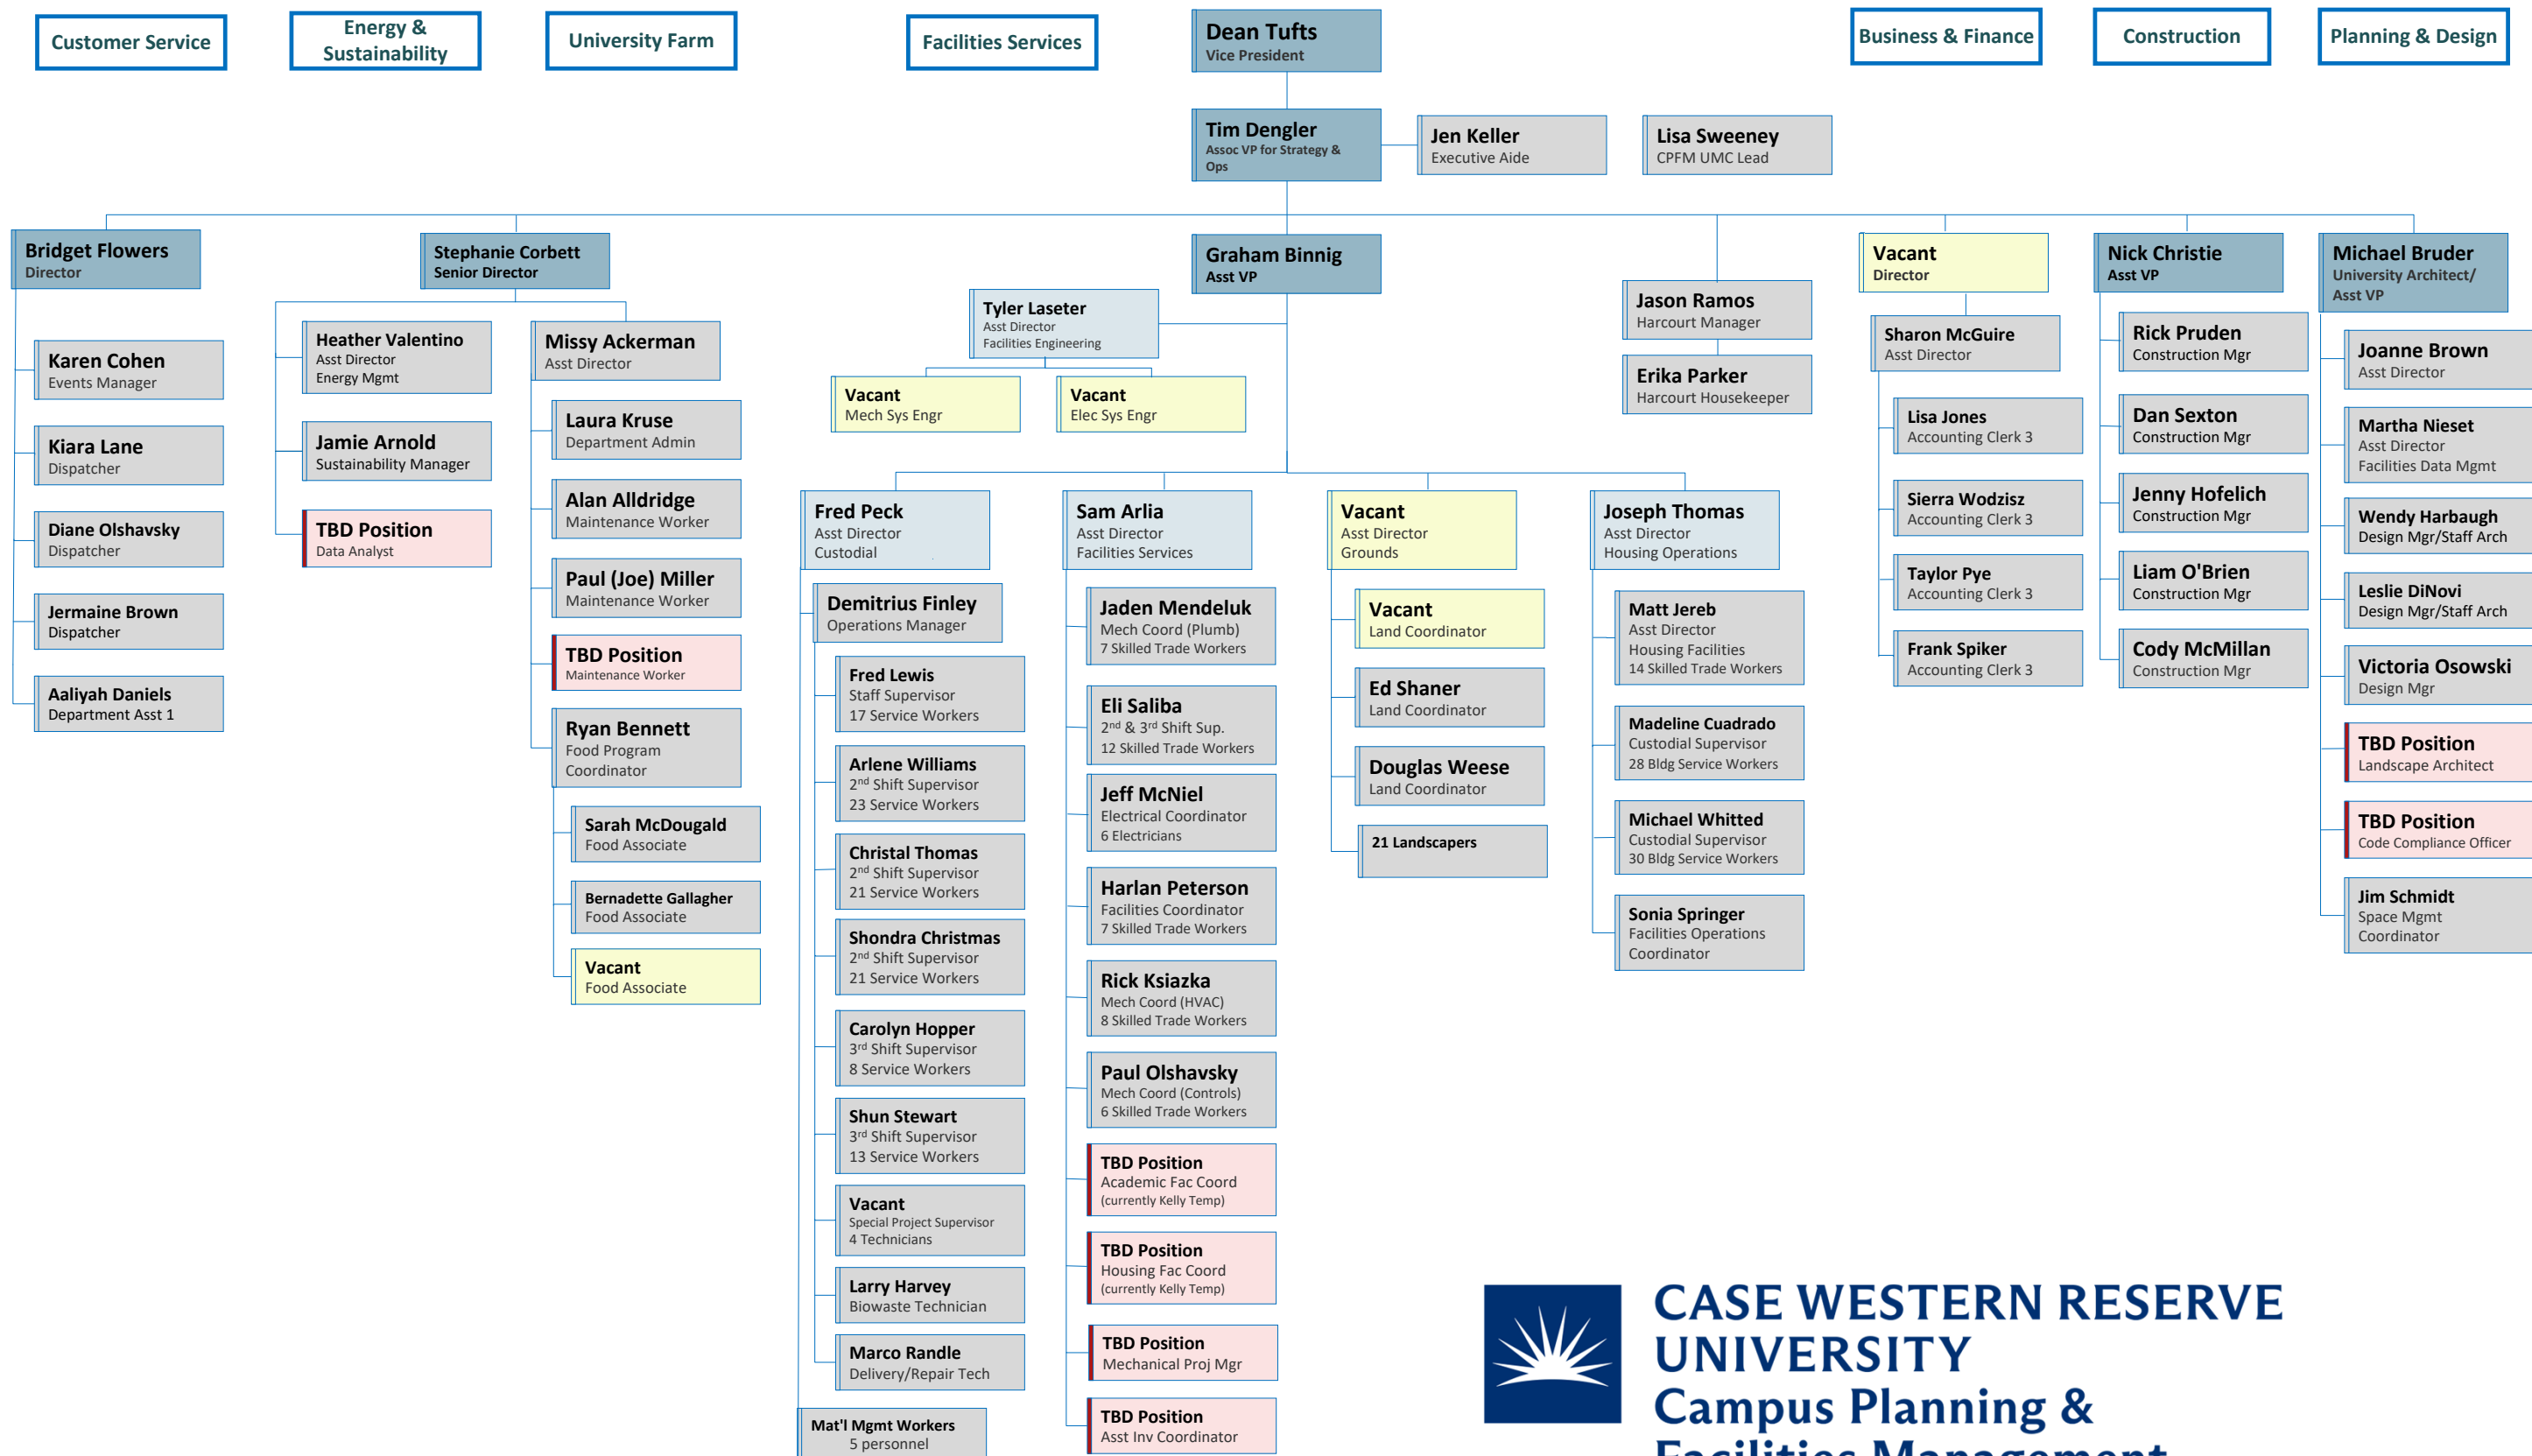 Customer Service
Energy &
Sustainability
University Farm
Facilities Services
Business & Finance
Construction
Planning & Design
Dean Tufts
Vice President
Tim Dengler
Assoc VP for Strategy &
Ops
Jen Keller
Executive Aide
Lisa Sweeney
CPFM UMC Lead
Bridget Flowers
Director
Karen Cohen
Events Manager
Kiara Lane
Dispatcher
Diane Olshavsky
Dispatcher
Jermaine Brown
Dispatcher
Aaliyah Daniels
Department Asst 1
Stephanie Corbett
Senior Director
Heather Valentino
Asst Director
Energy Mgmt
Jamie Arnold
Sustainability Manager
TBD Position
Data Analyst
Missy Ackerman
Asst Director
Laura Kruse
Department Admin
Alan Alldridge
Maintenance Worker
Paul (Joe) Miller
Maintenance Worker
TBD Position
Maintenance Worker
Ryan Bennett
Food Program
Coordinator
Sarah McDougald
Food Associate
Bernadette Gallagher
Food Associate
Vacant
Food Associate
Graham Binnig
Asst VP
Tyler Laseter
Asst Director
Facilities Engineering
Vacant
Mech Sys Engr
Vacant
Elec Sys Engr
Fred Peck
Asst Director
Custodial
Demitrius Finley
Operations Manager
Fred Lewis
Staff Supervisor
17 Service Workers
Arlene Williams
2nd Shift Supervisor
23 Service Workers
Christal Thomas
2nd Shift Supervisor
21 Service Workers
Shondra Christmas
2nd Shift Supervisor
21 Service Workers
Carolyn Hopper
3rd Shift Supervisor
8 Service Workers
Shun Stewart
3rd Shift Supervisor
13 Service Workers
Vacant
Special Project Supervisor
4 Technicians
Larry Harvey
Biowaste Technician
Marco Randle
Delivery/Repair Tech
Mat'l Mgmt Workers
5 personnel
Sam Arlia
Asst Director
Facilities Services
Jaden Mendeluk
Mech Coord (Plumb)
7 Skilled Trade Workers
Eli Saliba
2nd & 3rd Shift Sup.
12 Skilled Trade Workers
Jeff McNiel
Electrical Coordinator
6 Electricians
Harlan Peterson
Facilities Coordinator
7 Skilled Trade Workers
Rick Ksiazka
Mech Coord (HVAC)
8 Skilled Trade Workers
Paul Olshavsky
Mech Coord (Controls)
6 Skilled Trade Workers
TBD Position
Academic Fac Coord
(currently Kelly Temp)
TBD Position
Housing Fac Coord
(currently Kelly Temp)
TBD Position
Mechanical Proj Mgr
TBD Position
Asst Inv Coordinator
Vacant
Asst Director
Grounds
Vacant
Land Coordinator
Ed Shaner
Land Coordinator
Douglas Weese
Land Coordinator
21 Landscapers
Joseph Thomas
Asst Director
Housing Operations
Matt Jereb
Asst Director
Housing Facilities
14 Skilled Trade Workers
Madeline Cuadrado
Custodial Supervisor
28 Bldg Service Workers
Michael Whitted
Custodial Supervisor
30 Bldg Service Workers
Sonia Springer
Facilities Operations
Coordinator
Jason Ramos
Harcourt Manager
Erika Parker
Harcourt Housekeeper
Vacant
Director
Sharon McGuire
Asst Director
Lisa Jones
Accounting Clerk 3
Sierra Wodzisz
Accounting Clerk 3
Taylor Pye
Accounting Clerk 3
Frank Spiker
Accounting Clerk 3
Nick Christie
Asst VP
Rick Pruden
Construction Mgr
Dan Sexton
Construction Mgr
Jenny Hofelich
Construction Mgr
Liam O'Brien
Construction Mgr
Cody McMillan
Construction Mgr
Michael Bruder
University Architect/
Asst VP
Joanne Brown
Asst Director
Martha Nieset
Asst Director
Facilities Data Mgmt
Wendy Harbaugh
Design Mgr/Staff Arch
Leslie DiNovi
Design Mgr/Staff Arch
Victoria Osowski
Design Mgr
TBD Position
Landscape Architect
TBD Position
Code Compliance Officer
Jim Schmidt
Space Mgmt
Coordinator
CASE WESTERN RESERVE
UNIVERSITY
Campus Planning &
Facilities Management